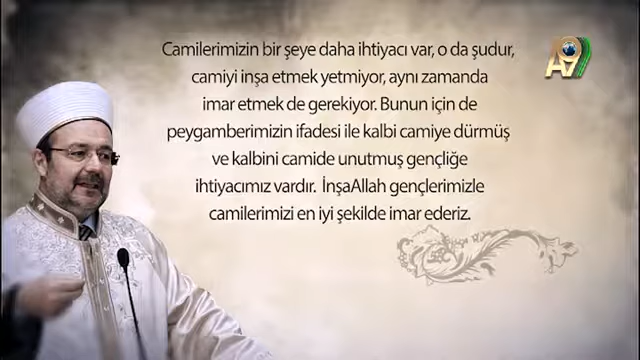 Camilerimizin bir şeye daha ihtiyacı var, o da şudur,
camiyi inşa etmek yetmiyor, aynı zamanda
imar etmek de gerekiyor. Bunun için de
peygamberimizin ifadesi ile kalbi camiye dürmüş
ve kalbini camide unutmuş gençliğe
ihtiyacımız vardır. İnşaAllah gençlerimizle
camilerimizi en iyi şekilde imar ederiz.
A9